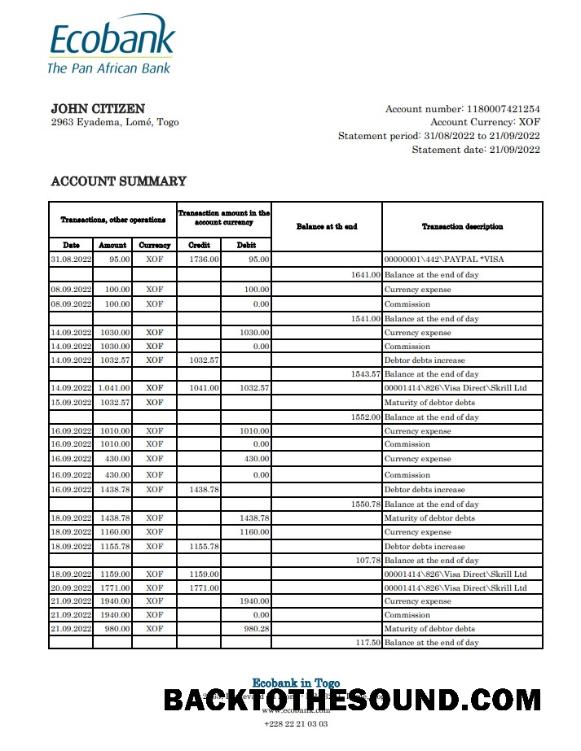 Ecobank
The Pan African Bank
JOHN CITIZEN
2963 Eyadema, Lomé, Togo
Account number: 1180007421254
Account Currency: XOF
Statement period: 31/08/2022 to 21/09/2022
Statement date: 21/09/2022
ACCOUNT SUMMARY
Transactions, other operations Transaction amount in the account currency Balance at th end Transaction description
Date Amount Currency Credit Debit
31.08.2022 95.00 XOF 1736.00 95.00 00000001\442\PAYPAL *VISA
1641.00 Balance at the end of day
08.09.2022 100.00 XOF 100.00 Currency expense
08.09.2022 100.00 XOF 0.00 Commission
1541.00 Balance at the end of day
14.09.2022 1030.00 XOF 1030.00 Currency expense
14.09.2022 1030.00 XOF 0.00 Commission
14.09.2022 1032.57 XOF 1032.57 Debtor debts increase
1543.57 Balance at the end of day
14.09.2022 1.041.00 XOF 1041.00 1032.57 00001414\826\Visa Direct\Skrill Ltd
15.09.2022 1032.57 XOF Maturity of debtor debts
1552.00 Balance at the end of day
16.09.2022 1010.00 XOF 1010.00 Currency expense
16.09.2022 1010.00 XOF 0.00 Commission
16.09.2022 430.00 XOF 430.00 Currency expense
16.09.2022 430.00 XOF 0.00 Commission
16.09.2022 1438.78 XOF 1438.78 Debtor debts increase
1550.78 Balance at the end of day
18.09.2022 1438.78 XOF 1438.78 Maturity of debtor debts
18.09.2022 1160.00 XOF 1160.00 Currency expense
18.09.2022 1155.78 XOF 1155.78 Debtor debts increase
107.78 Balance at the end of day
18.09.2022 1159.00 XOF 1159.00 00001414\826\Visa Direct\Skrill Ltd
20.09.2022 1771.00 XOF 1771.00 00001414\826\Visa Direct\Skrill Ltd
21.09.2022 1940.00 XOF 1940.00 Currency expense
21.09.2022 1940.00 XOF 0.00 Commission
21.09.2022 980.00 XOF 980.28 Maturity of debtor debts
117.50 Balance at the end of day
Ecobank in Togo
BACKTOTHESOUND.COM
www.ecobank.com
+228 22 21 03 03